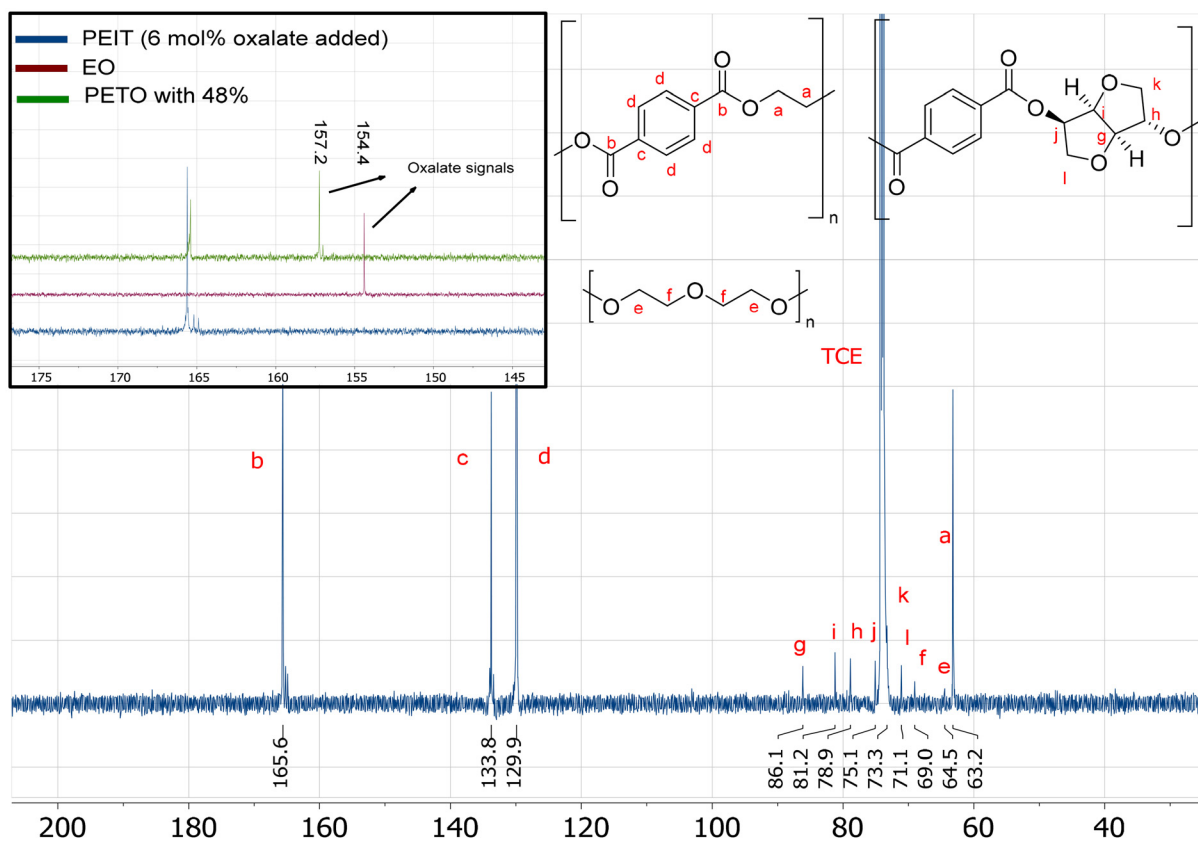 PEIT (6 mol% oxalate added)
EO
PETO with 48%
157.2
154.4
Oxalate signals
175 170 165 160 155 150 145
O
d
d
c
b
O
a
a
b
O
c
d
d
O
n
O
O
H
O
k
i
h
j
g
O
H
O
l
O
n
O
e
f
O
f
e
O
n
TCE
b
c
d
g
i
h
j
k
l
f
e
a
165.6
133.8
129.9
86.1
81.2
78.9
75.1
73.3
71.1
69.0
64.5
63.2
200 180 160 140 120 100 80 60 40